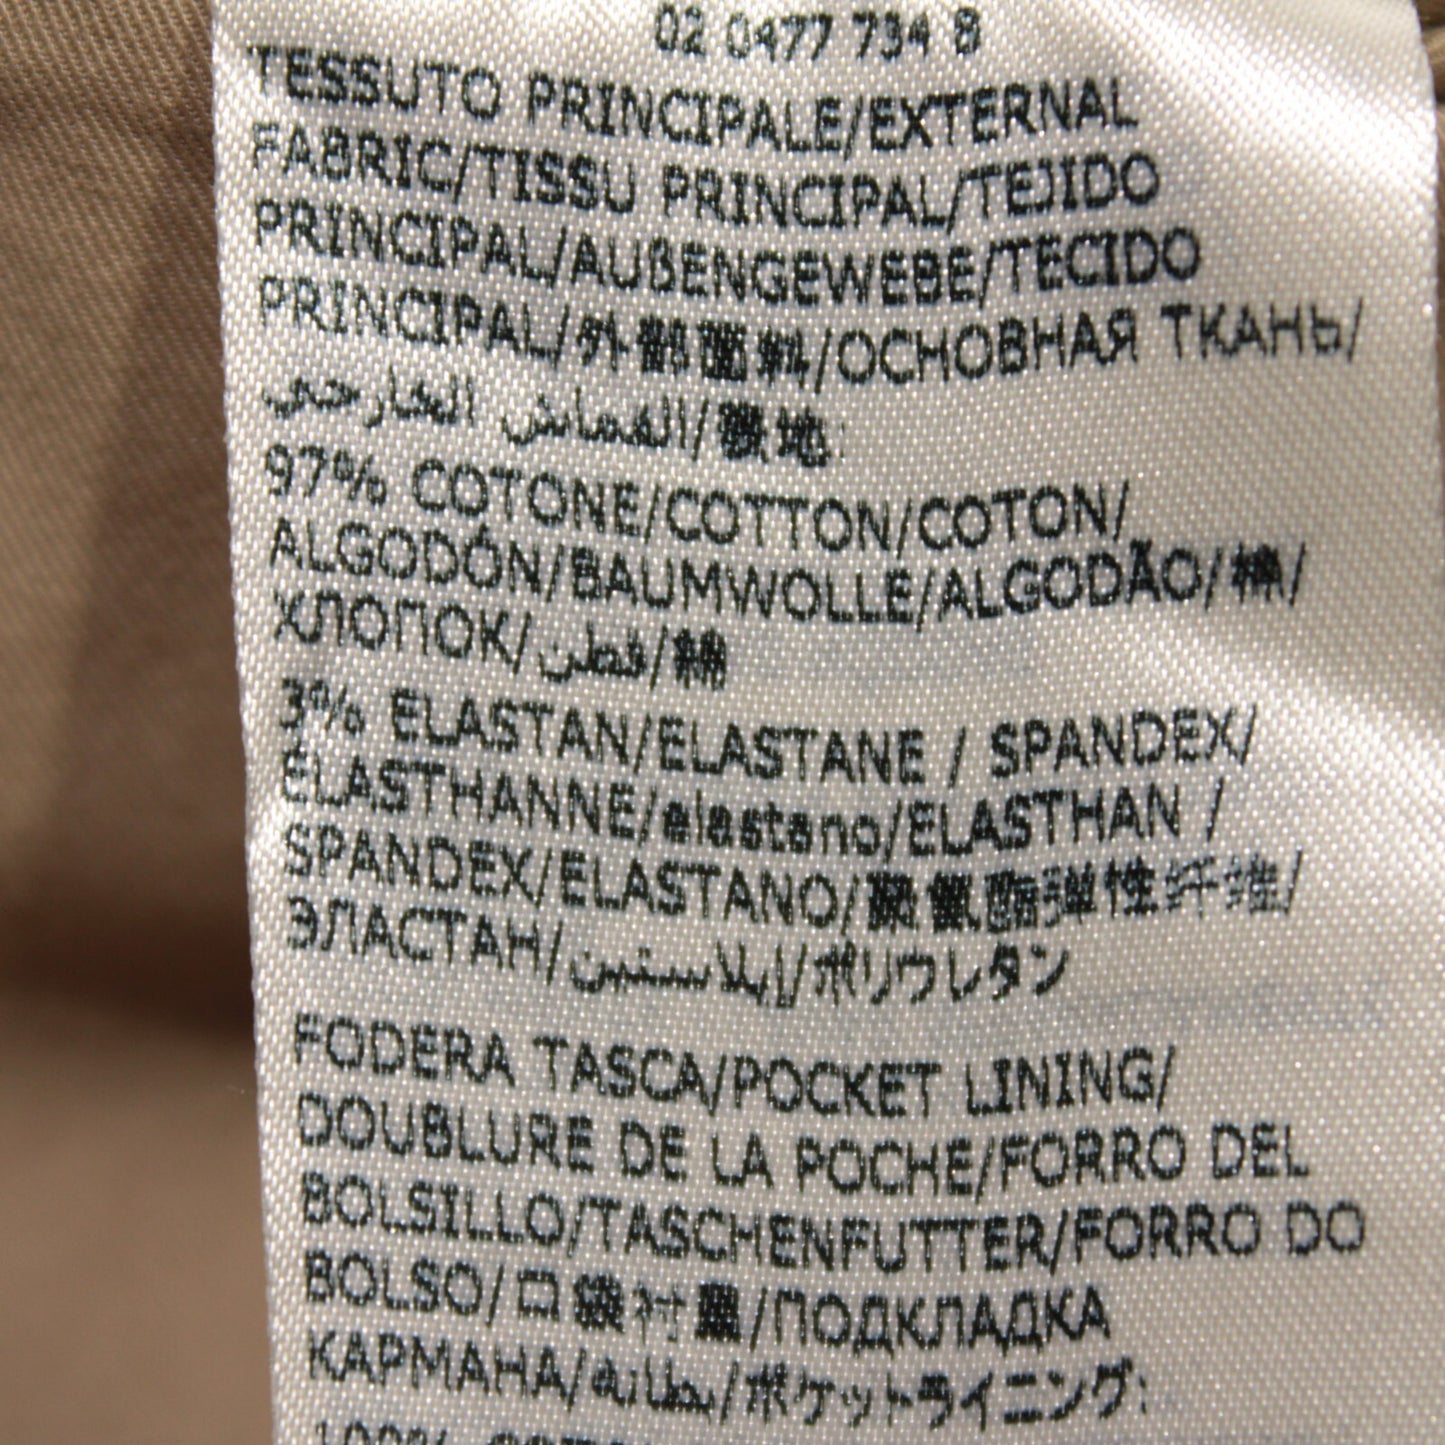 02 0477 734 8
TESSUTO PRINCIPALE/EXTERNAL
FABRIC/TISSU PRINCIPAL/TEJIDO
PRINCIPAL/AUßENGEWEBE/TECIDO
PRINCIPAL/外部面料/ОСНОВНАЯ ТКАНЬ/
القماش الخارجي/表地:
97% COTONE/COTTON/COTON/
ALGODÓN/BAUMWOLLE/ALGODÃO/棉/
ХЛОПОК/قطن/綿
3% ELASTAN/ELASTANE / SPANDEX/
ÉLASTHANNE/elastano/ELASTHAN /
SPANDEX/ELASTANO/聚氨酯弹性纤维/
ЭЛАСТАН/إيلاستين/ポリウレタン
FODERA TASCA/POCKET LINING/
DOUBLURE DE LA POCHE/FORRO DEL
BOLSILLO/TASCHENFUTTER/FORRO DO
BOLSO/口袋衬里/ПОДКЛАДКА
КАРМАНА/بطانة/ポケットライニング:
100%